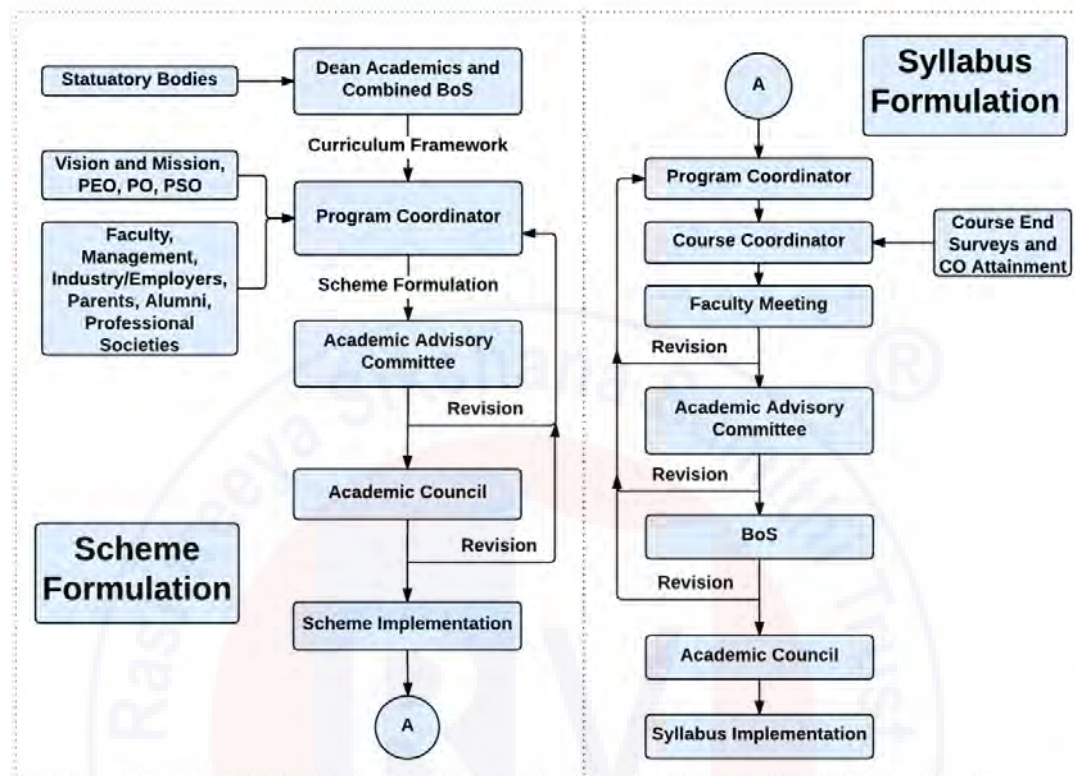 Statuatory Bodies
Dean Academics and
Combined BoS
Curriculum Framework
Vision and Mission,
PEO, PO, PSO
Program Coordinator
Faculty,
Management,
Industry/Employers,
Parents, Alumni,
Professional
Societies
Scheme Formulation
Academic Advisory
Committee
Revision
Academic Council
Revision
Scheme
Formulation
Scheme Implementation
A
Syllabus
Formulation
A
Program Coordinator
Course Coordinator
Course End
Surveys and
CO Attainment
Faculty Meeting
Revision
Academic Advisory
Committee
Revision
BoS
Revision
Academic Council
Syllabus Implementation
®
RV